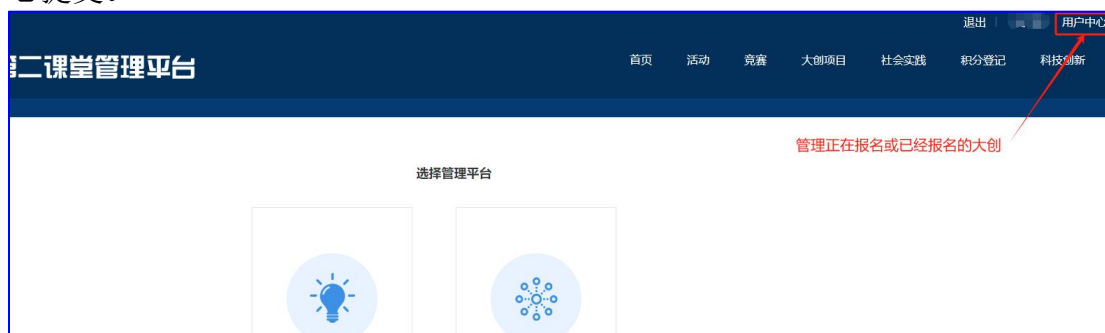 退出
用户中心
二课堂管理平台
首页 活动 竞赛 大创项目 社会实践 积分登记 科技创新
管理正在报名或已经报名的大创
选择管理平台